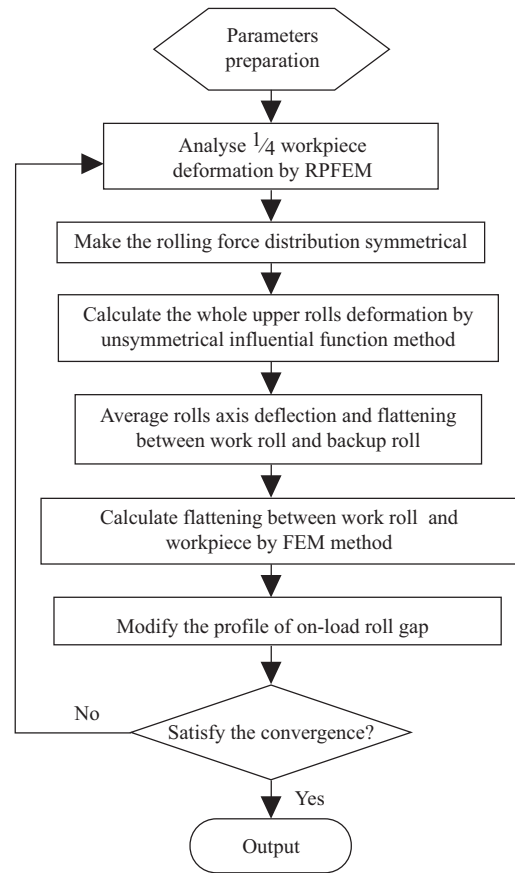 Parameters
preparation
Analyse 1/4 workpiece
deformation by RPFEM
Make the rolling force distribution symmetrical
Calculate the whole upper rolls deformation by
unsymmetrical influential function method
Average rolls axis deflection and flattening
between work roll and backup roll
Calculate flattening between work roll and
workpiece by FEM method
Modify the profile of on-load roll gap
No
Satisfy the convergence?
Yes
Output